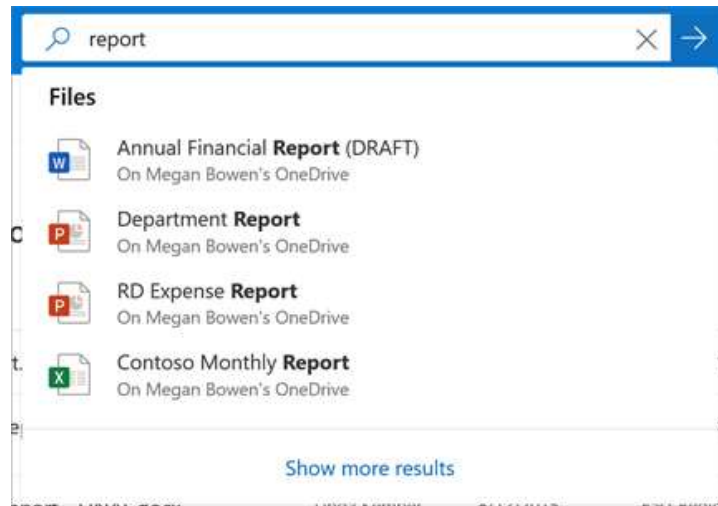 report
Files
Annual Financial Report (DRAFT)
On Megan Bowen's OneDrive
Department Report
On Megan Bowen's OneDrive
RD Expense Report
On Megan Bowen's OneDrive
Contoso Monthly Report
On Megan Bowen's OneDrive
Show more results